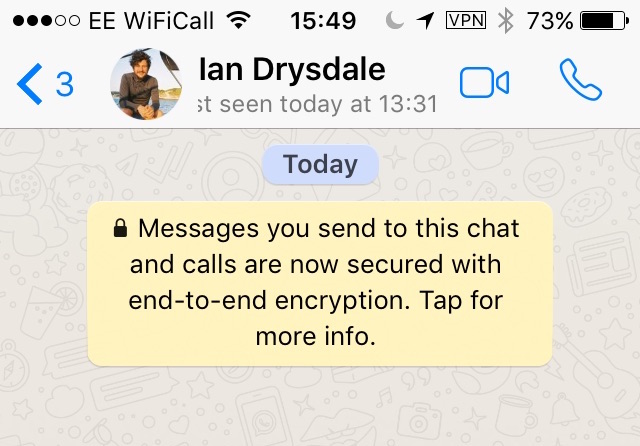 EE WiFiCall 15:49 VPN 73%
3 Ian Drysdale
st seen today at 13:31
Today
Messages you send to this chat
and calls are now secured with
end-to-end encryption. Tap for
more info.